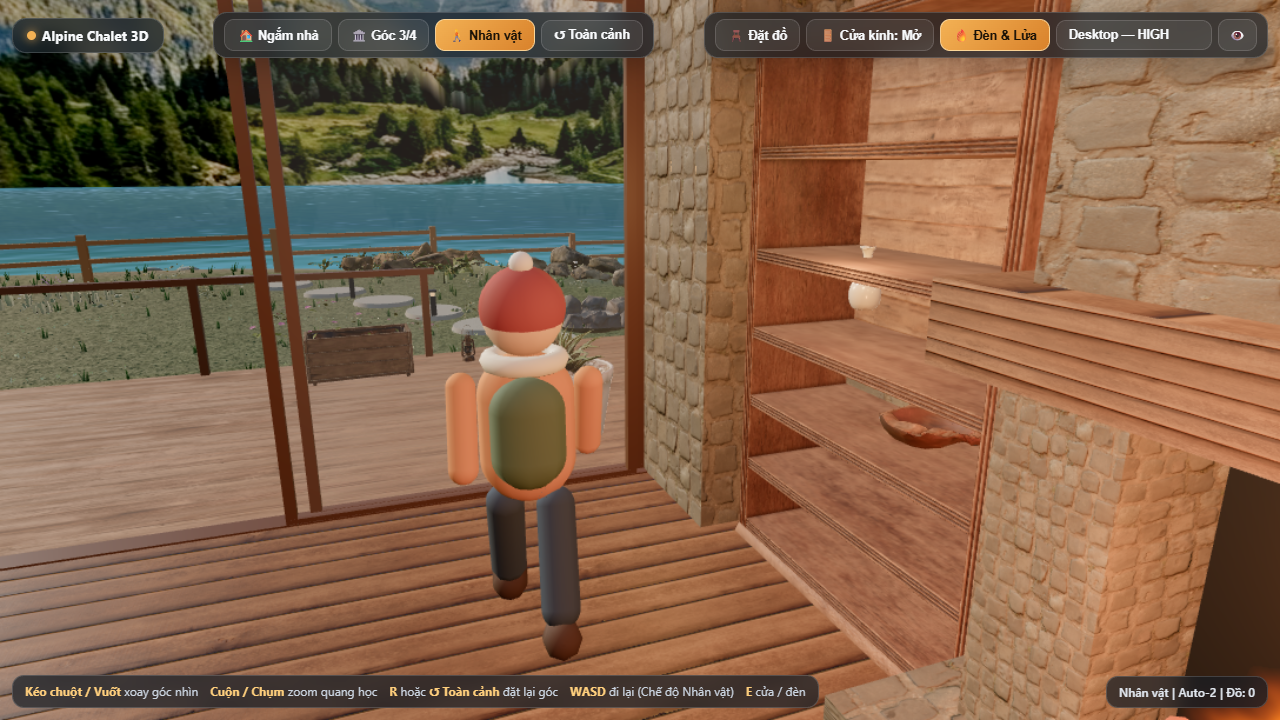 Alpine Chalet 3D
Ngắm nhà
Góc 3/4
Nhân vật
↺ Toàn cảnh
Đặt đồ
Cửa kính: Mở
Đèn & Lửa
Desktop — HIGH
Kéo chuột / Vuốt xoay góc nhìn Cuộn / Chụm zoom quang học R hoặc ↺ Toàn cảnh đặt lại góc WASD đi lại (Chế độ Nhân vật) E cửa / đèn
Nhân vật | Auto-2 | Đồ: 0